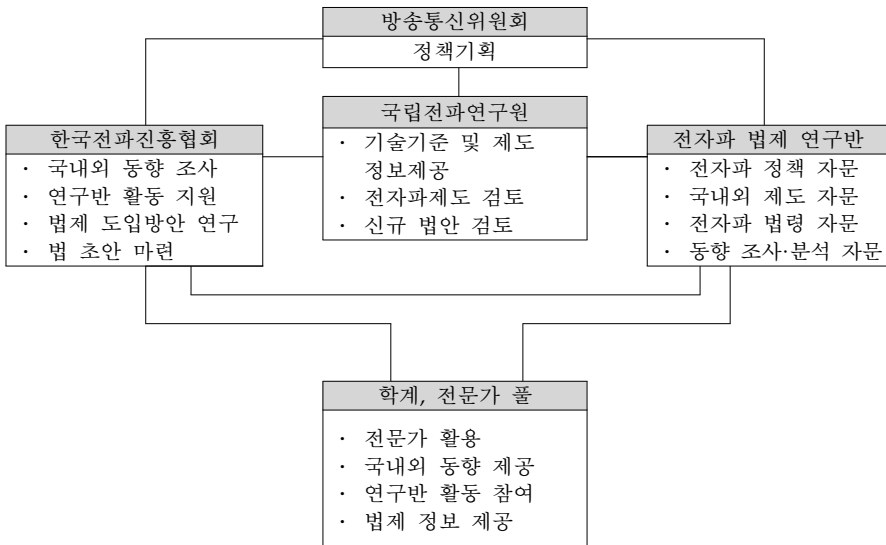 방송통신위원회
정책기획
국립전파연구원
· 기술기준 및 제도
정보제공
· 전자파제도 검토
· 신규 법안 검토
한국전파진흥협회
· 국내외 동향 조사
· 연구반 활동 지원
· 법제 도입방안 연구
· 법 초안 마련
전자파 법제 연구반
· 전자파 정책 자문
· 국내외 제도 자문
· 전자파 법령 자문
· 동향 조사·분석 자문
학계, 전문가 풀
· 전문가 활용
· 국내외 동향 제공
· 연구반 활동 참여
· 법제 정보 제공